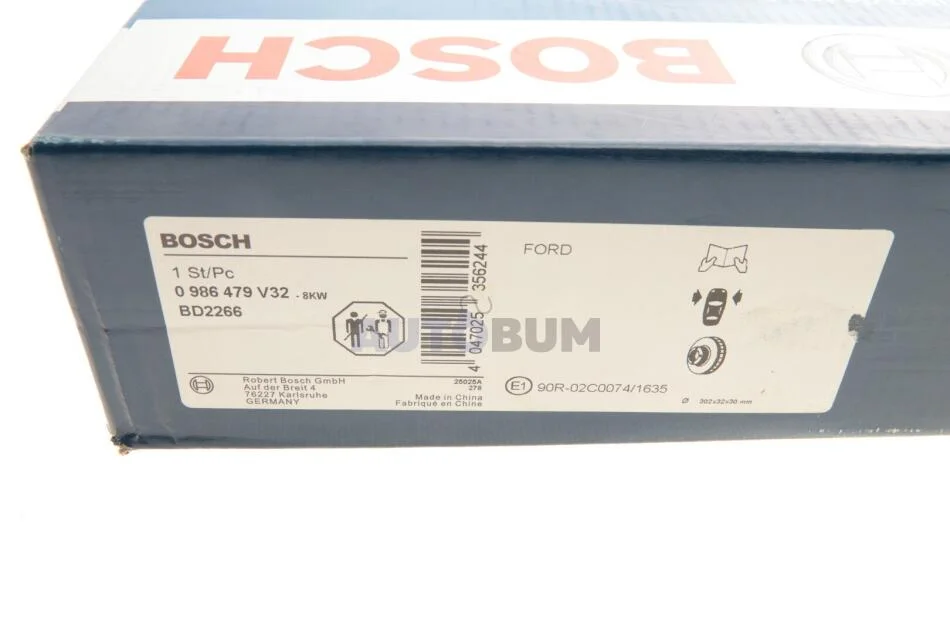 BOSCH
BOSCH
1 St/Pc
0 986 479 V32 - 8KW
BD2266
Robert Bosch GmbH
Auf der Breit 4
76227 Karlsruhe
GERMANY
4 047025 356244
25025A
278
Made in China
Fabriqué en Chine
FORD
E1 90R-02C0074/1635
Ø 302x32x30 mm
AUTOBUM